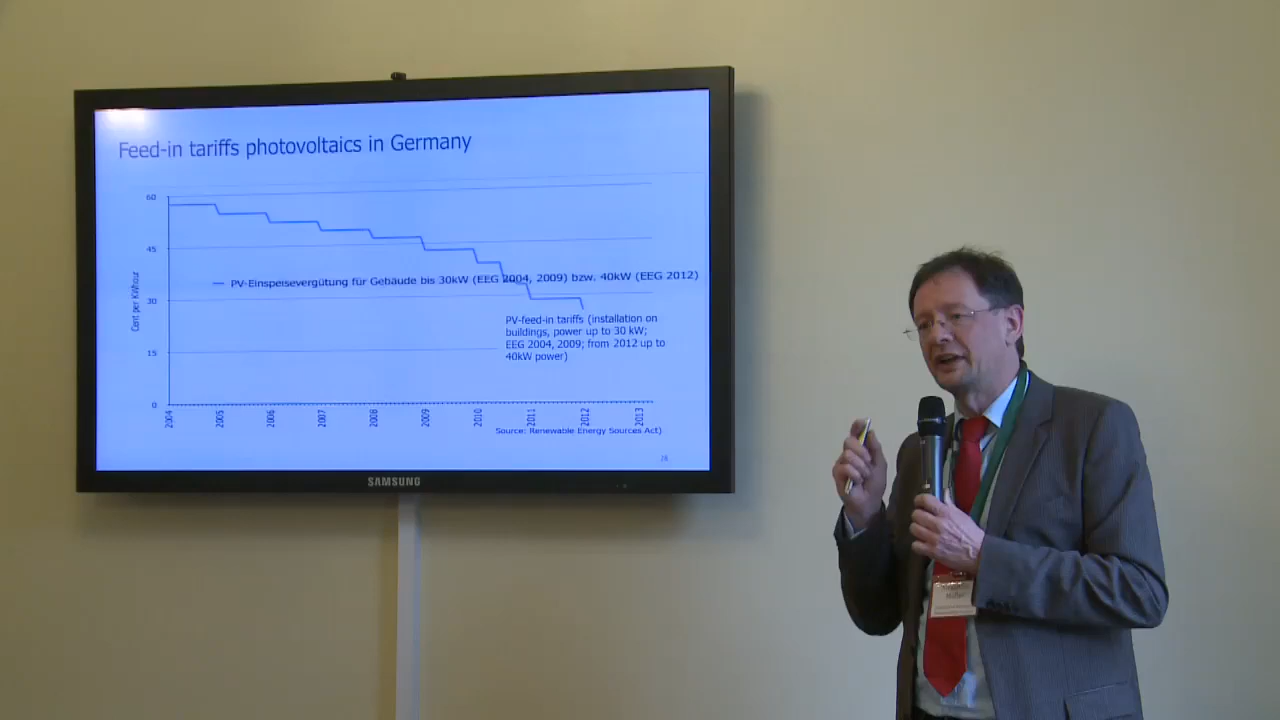 Feed-in tariffs photovoltaics in Germany
60
45
30
15
0
Cent per KWhour
PV-Einspeisevergütung für Gebäude bis 30kW (EEG 2004, 2009) bzw. 40kW (EEG 2012)
PV-feed-in tariffs (installation on
buildings, power up to 30 kW;
EEG 2004, 2009; from 2012 up to
40kW power)
2004
2005
2006
2007
2008
2009
2010
2011
2012
2013
Source: Renewable Energy Sources Act)
SAMSUNG